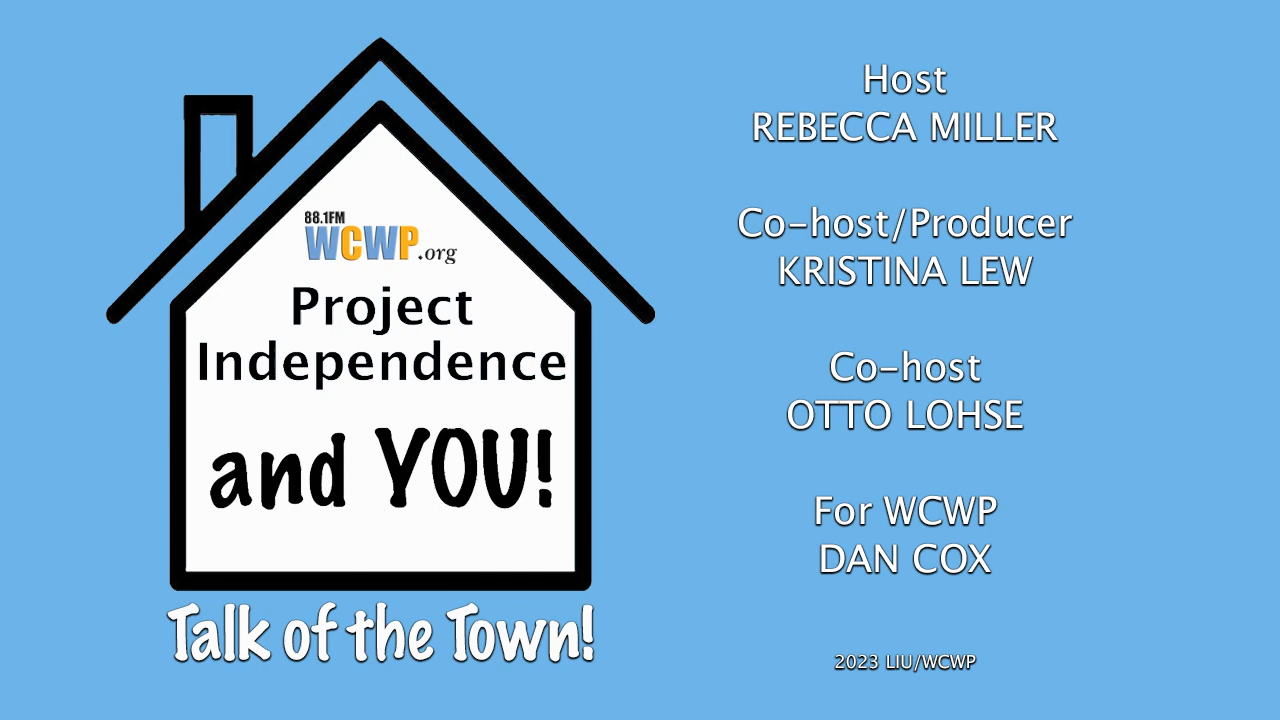 88.1FM
WCWP.org
Project
Independence
and YOU!
Talk of the Town!
Host
REBECCA MILLER
Co-host/Producer
KRISTINA LEW
Co-host
OTTO LOHSE
For WCWP
DAN COX
2023 LIU/WCWP